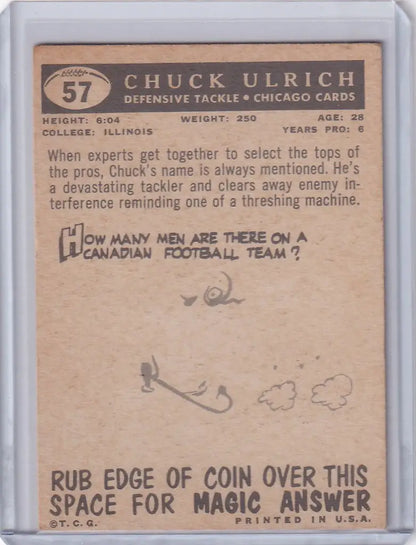 57
CHUCK ULRICH
DEFENSIVE TACKLE • CHICAGO CARDS
HEIGHT: 6:04 WEIGHT: 250 AGE: 28
COLLEGE: ILLINOIS YEARS PRO: 6
When experts get together to select the tops of
the pros, Chuck's name is always mentioned. He's
a devastating tackler and clears away enemy in-
terference reminding one of a threshing machine.
HOW MANY MEN ARE THERE ON A
CANADIAN FOOTBALL TEAM?
RUB EDGE OF COIN OVER THIS
SPACE FOR MAGIC ANSWER
©T.C.G. PRINTED IN U.S.A.